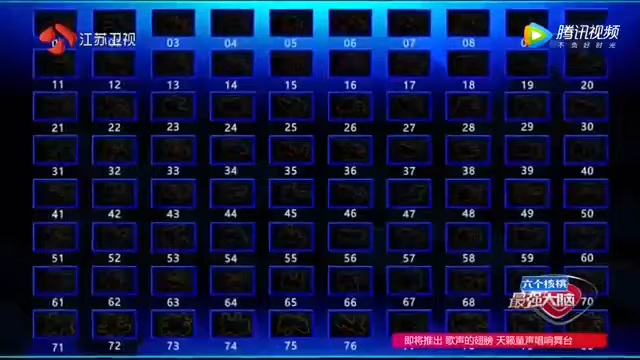 江苏卫视
腾讯视频
不负好时光
03 04 05 06 07 08
11 12 13 14 15 16 17 18 19 20
21 22 23 24 25 26 27 28 29 30
31 32 33 34 35 36 37 38 39 40
41 42 43 44 45 46 47 48 49 50
51 52 53 54 55 56 57 58 59 60
61 62 63 64 65 66 67 68 70
六个核桃
最强大脑
即将推出 歌声的翅膀 天籁童声唱响舞台
71 72 73 74 75 76